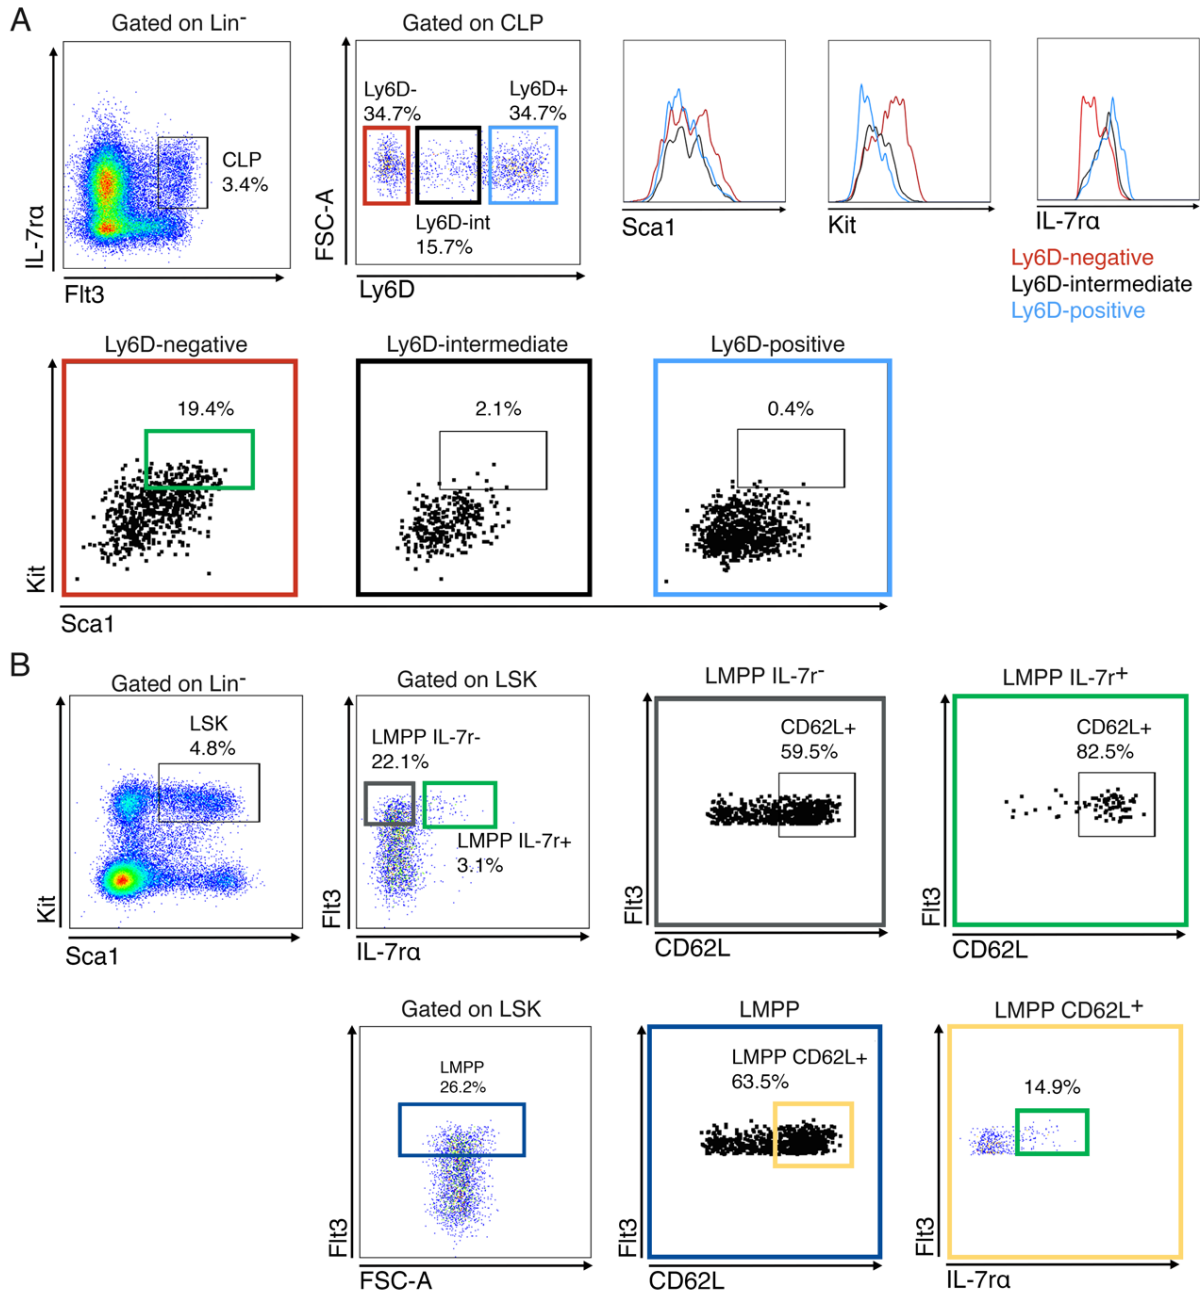 A
Gated on Lin-
IL-7rα
CLP
3.4%
Flt3
Gated on CLP
Ly6D-
34.7%
Ly6D+
34.7%
Ly6D-int
15.7%
FSC-A
Ly6D
Sca1
Kit
IL-7rα
Ly6D-negative
Ly6D-intermediate
Ly6D-positive
Ly6D-negative
Ly6D-intermediate
Ly6D-positive
19.4%
2.1%
0.4%
Kit
Sca1
B
Gated on Lin-
LSK
4.8%
Kit
Sca1
Gated on LSK
LMPP IL-7r-
22.1%
LMPP IL-7r+
3.1%
Flt3
IL-7rα
LMPP IL-7r-
CD62L+
59.5%
Flt3
CD62L
LMPP IL-7r+
CD62L+
82.5%
Flt3
CD62L
Gated on LSK
LMPP
26.2%
Flt3
FSC-A
LMPP
LMPP CD62L+
63.5%
Flt3
CD62L
LMPP CD62L+
14.9%
Flt3
IL-7rα